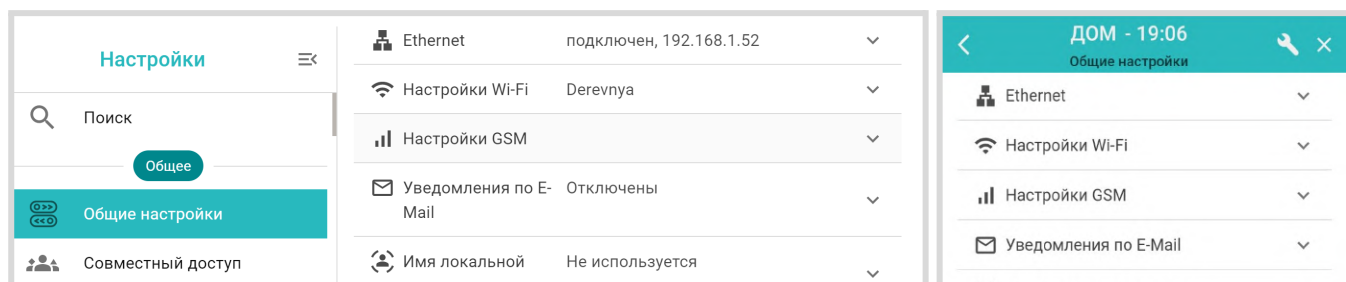 Настройки
Поиск
Общее
Общие настройки
Совместный доступ
Ethernet подключен, 192.168.1.52
Настройки Wi-Fi Derevnya
Настройки GSM
Уведомления по E- Отключены
Mail
Имя локальной Не используется
ДОМ - 19:06
Общие настройки
Ethernet
Настройки Wi-Fi
Настройки GSM
Уведомления по E-Mail